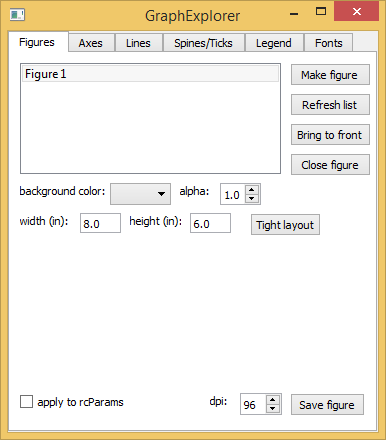 GraphExplorer
Figures Axes Lines Spines/Ticks Legend Fonts
Figure 1
Make figure
Refresh list
Bring to front
Close figure
background color: alpha: 1.0
width (in): 8.0 height (in): 6.0 Tight layout
apply to rcParams dpi: 96 Save figure